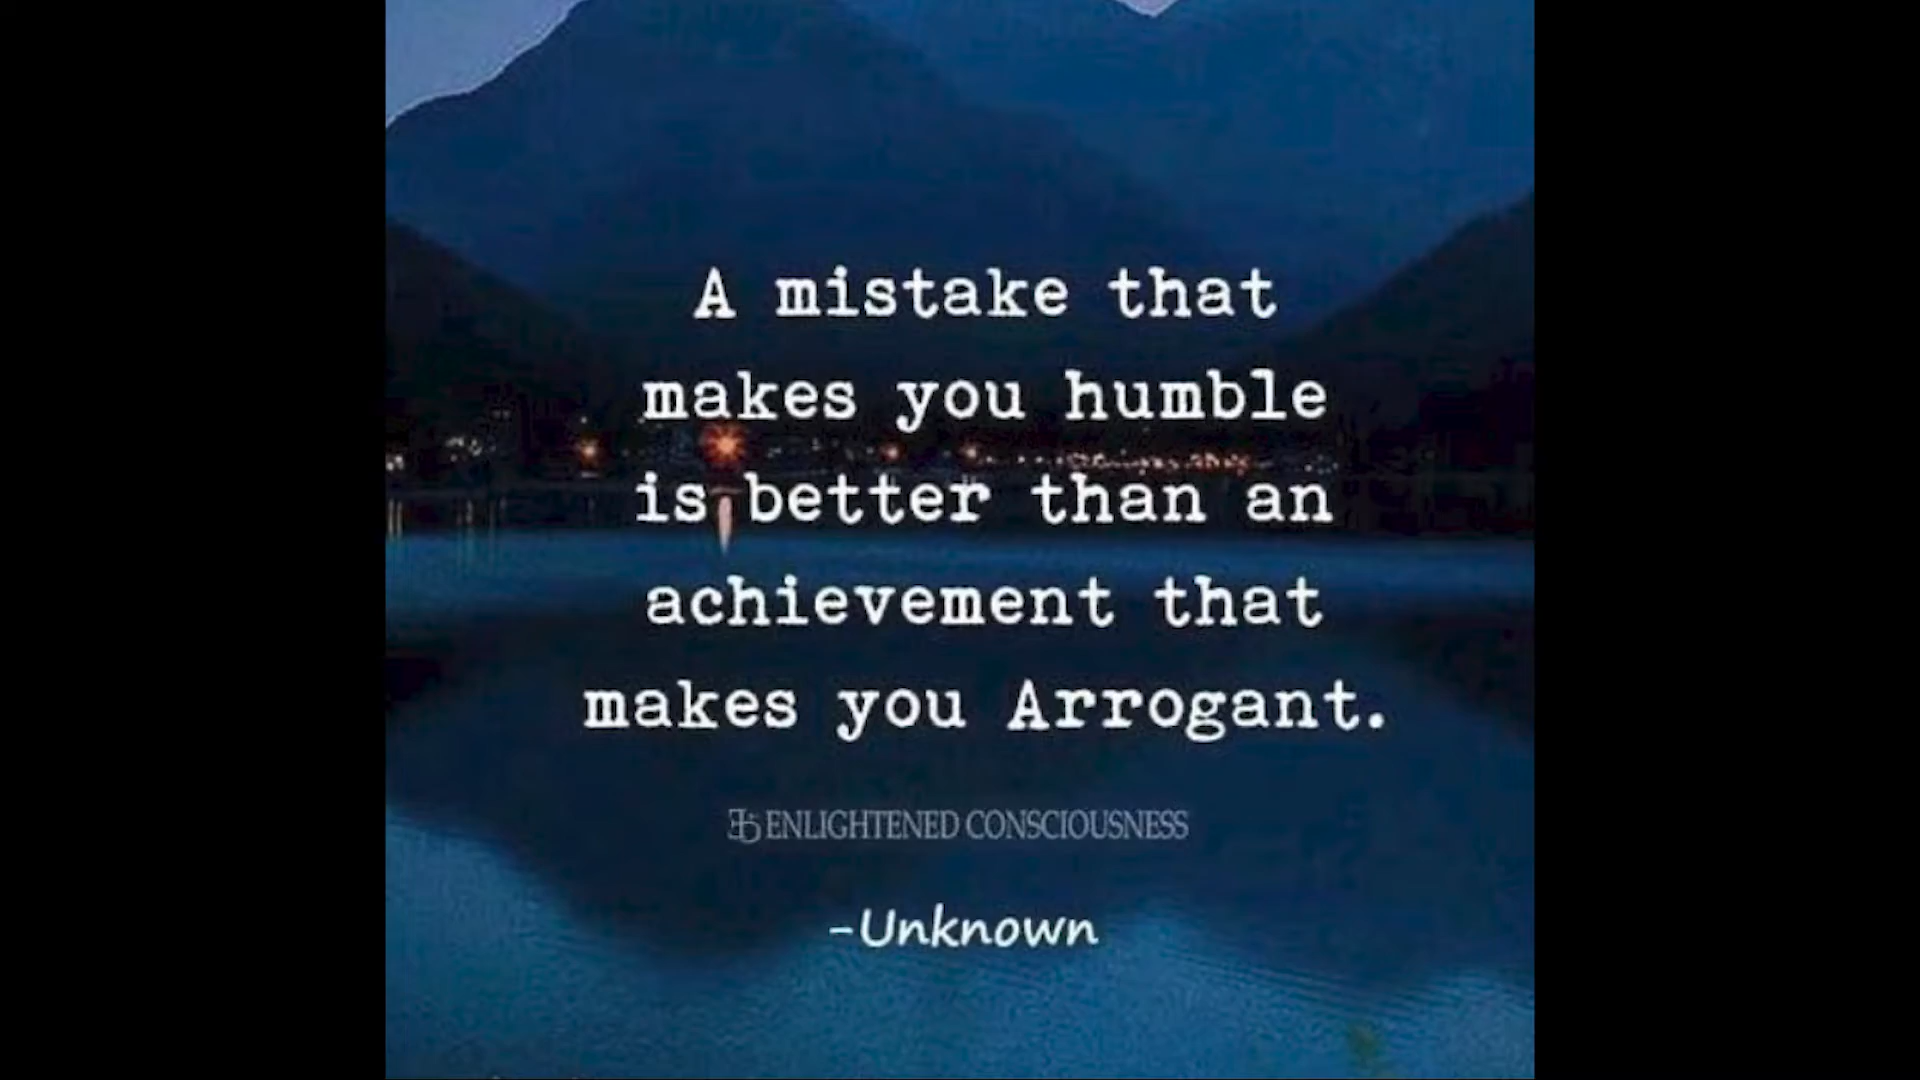 A mistake that
makes you humble
is better than an
achievement that
makes you Arrogant.
ENLIGHTENED CONSCIOUSNESS
-Unknown